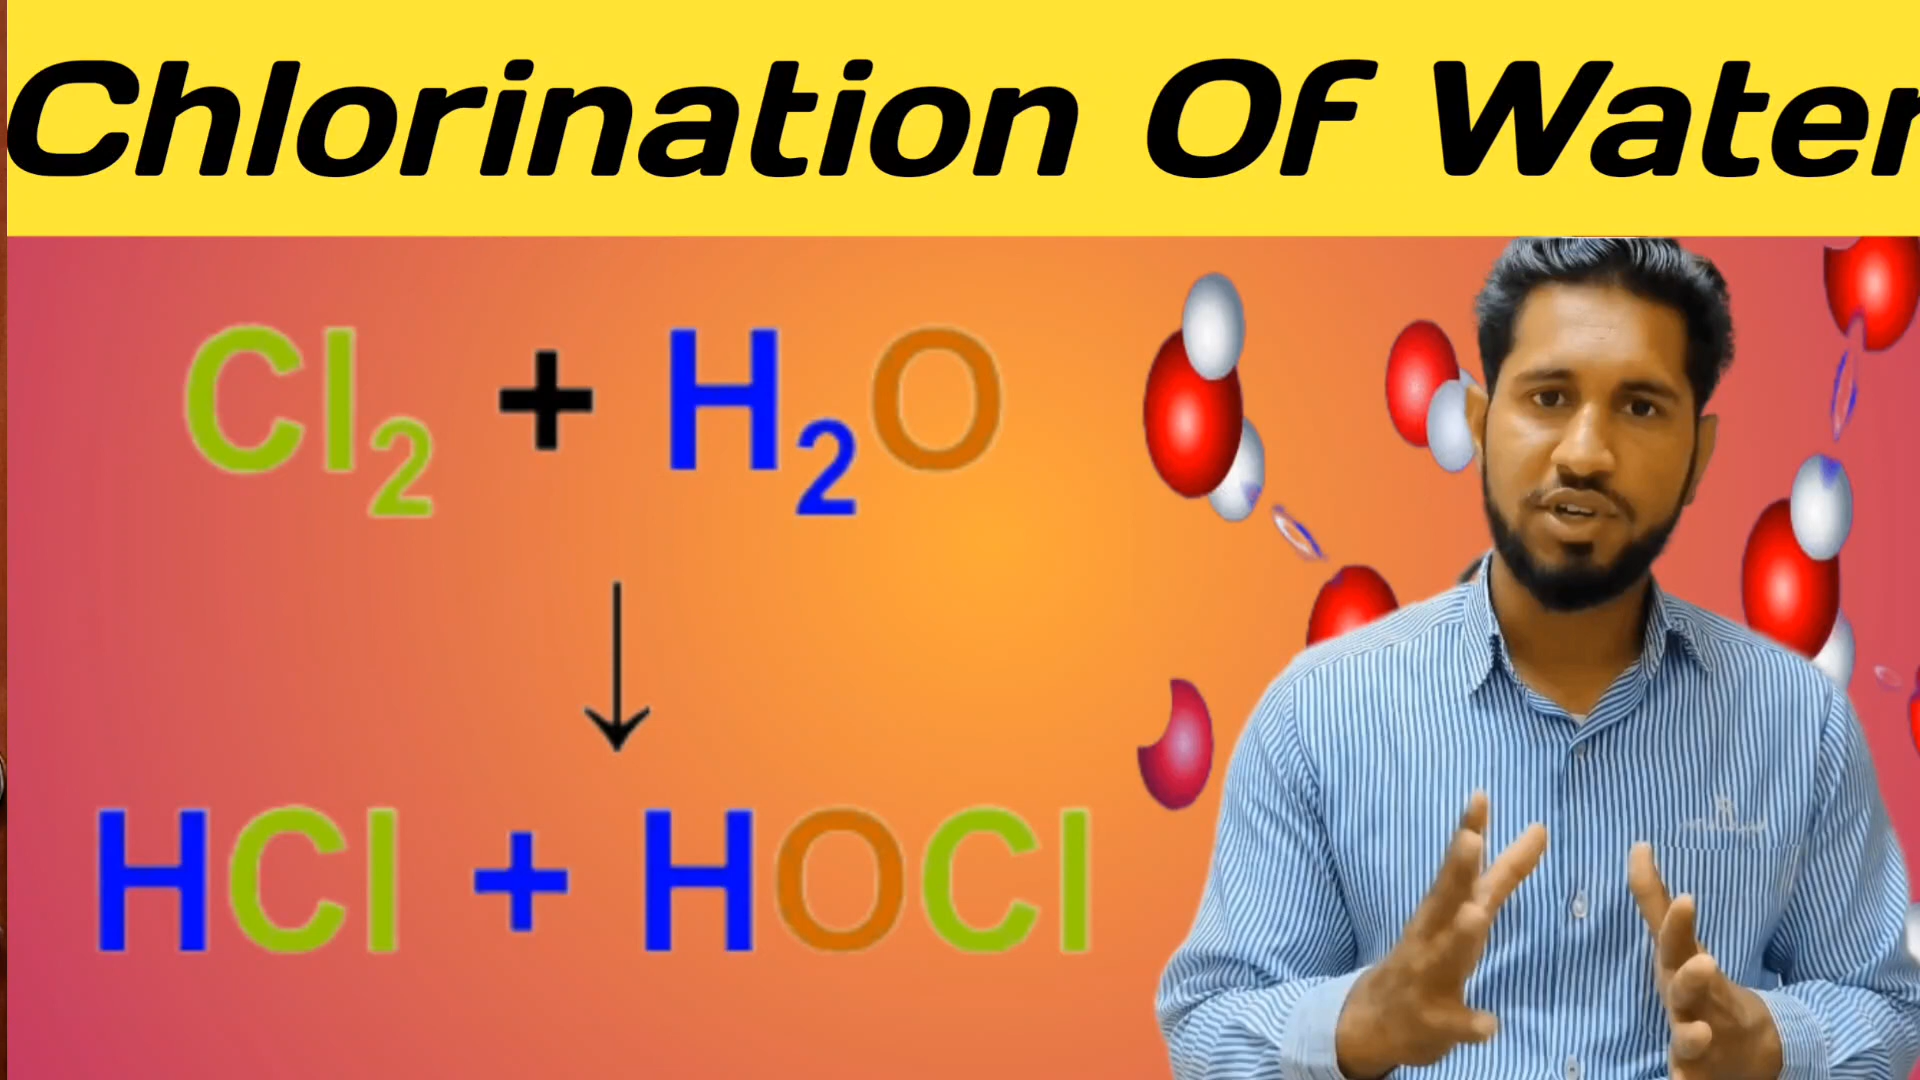 Chlorination Of Water
Cl₂ + H₂O
↓
HCl + HOCl